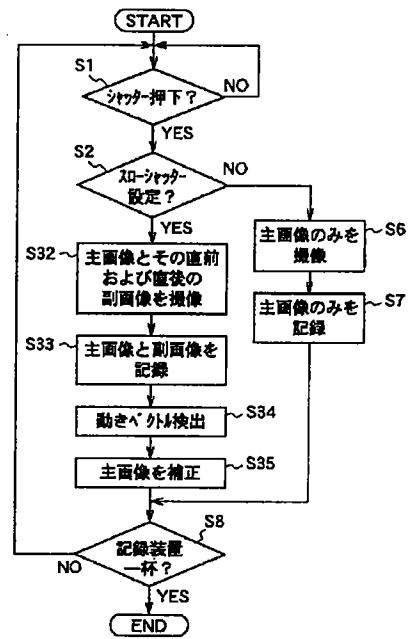 START
S1
シャッター押下？
NO
YES
S2
スローシャッター
設定？
NO
YES
S32
主画像とその直前
および直後の
副画像を撮像
S6
主画像のみを
撮像
S7
主画像のみを
記録
S33
主画像と副画像を
記録
S34
動きベクトル検出
S35
主画像を補正
S8
記録装置
一杯？
NO
YES
END